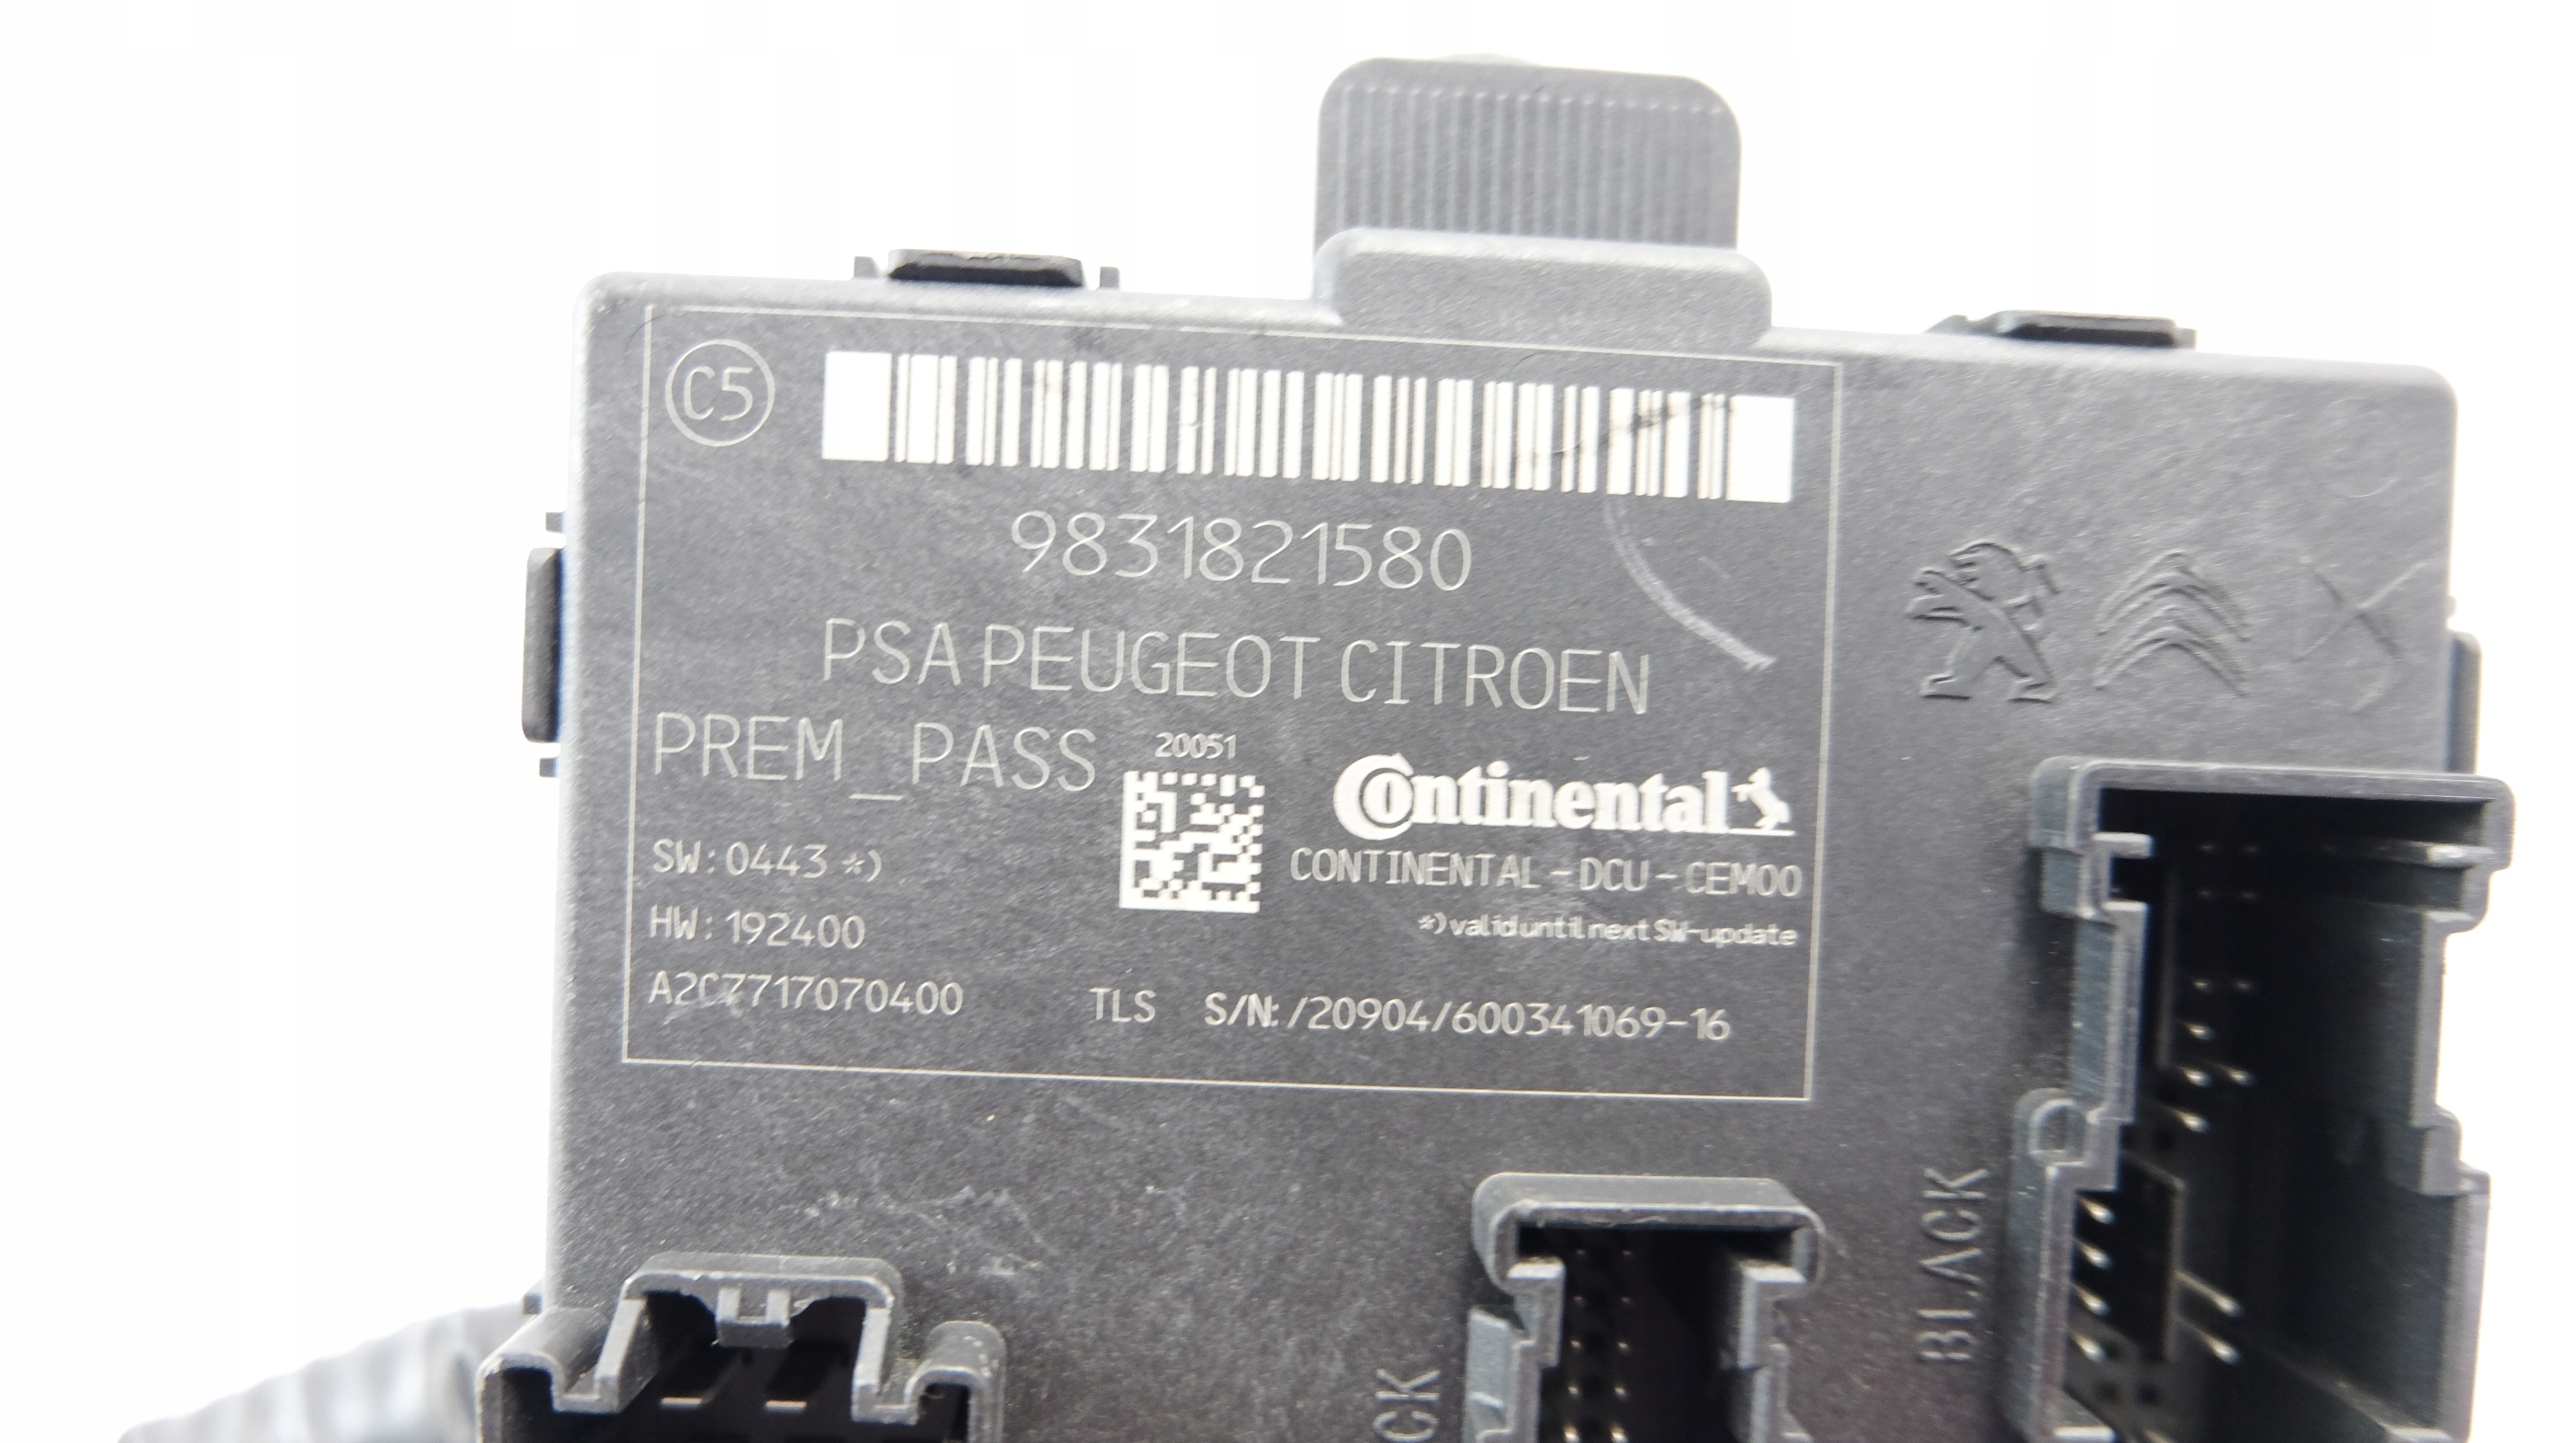 C5
9831821580
PSA PEUGEOT CITROEN
PREM_PASS
20051
Continental
SW:0443 *)
CONTINENTAL-DCU-CEM00
HW:192400
*)valid until next SW-update
A2C7717070400
TLS S/N:/20904/600341069-16
BLACK
CK